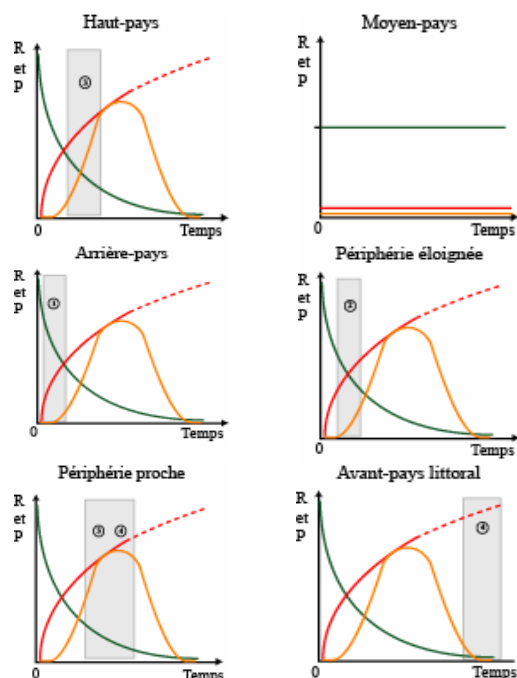 Haut-pays
R
et
p
③
0
Temps
Moyen-pays
R
et
p
0
Temps
Arrière-pays
R
et
p
①
0
Temps
Périphérie éloignée
R
et
p
②
0
Temps
Périphérie proche
R
et
p
③ ④
0
Temps
Avant-pays littoral
R
et
p
④
0
Temps